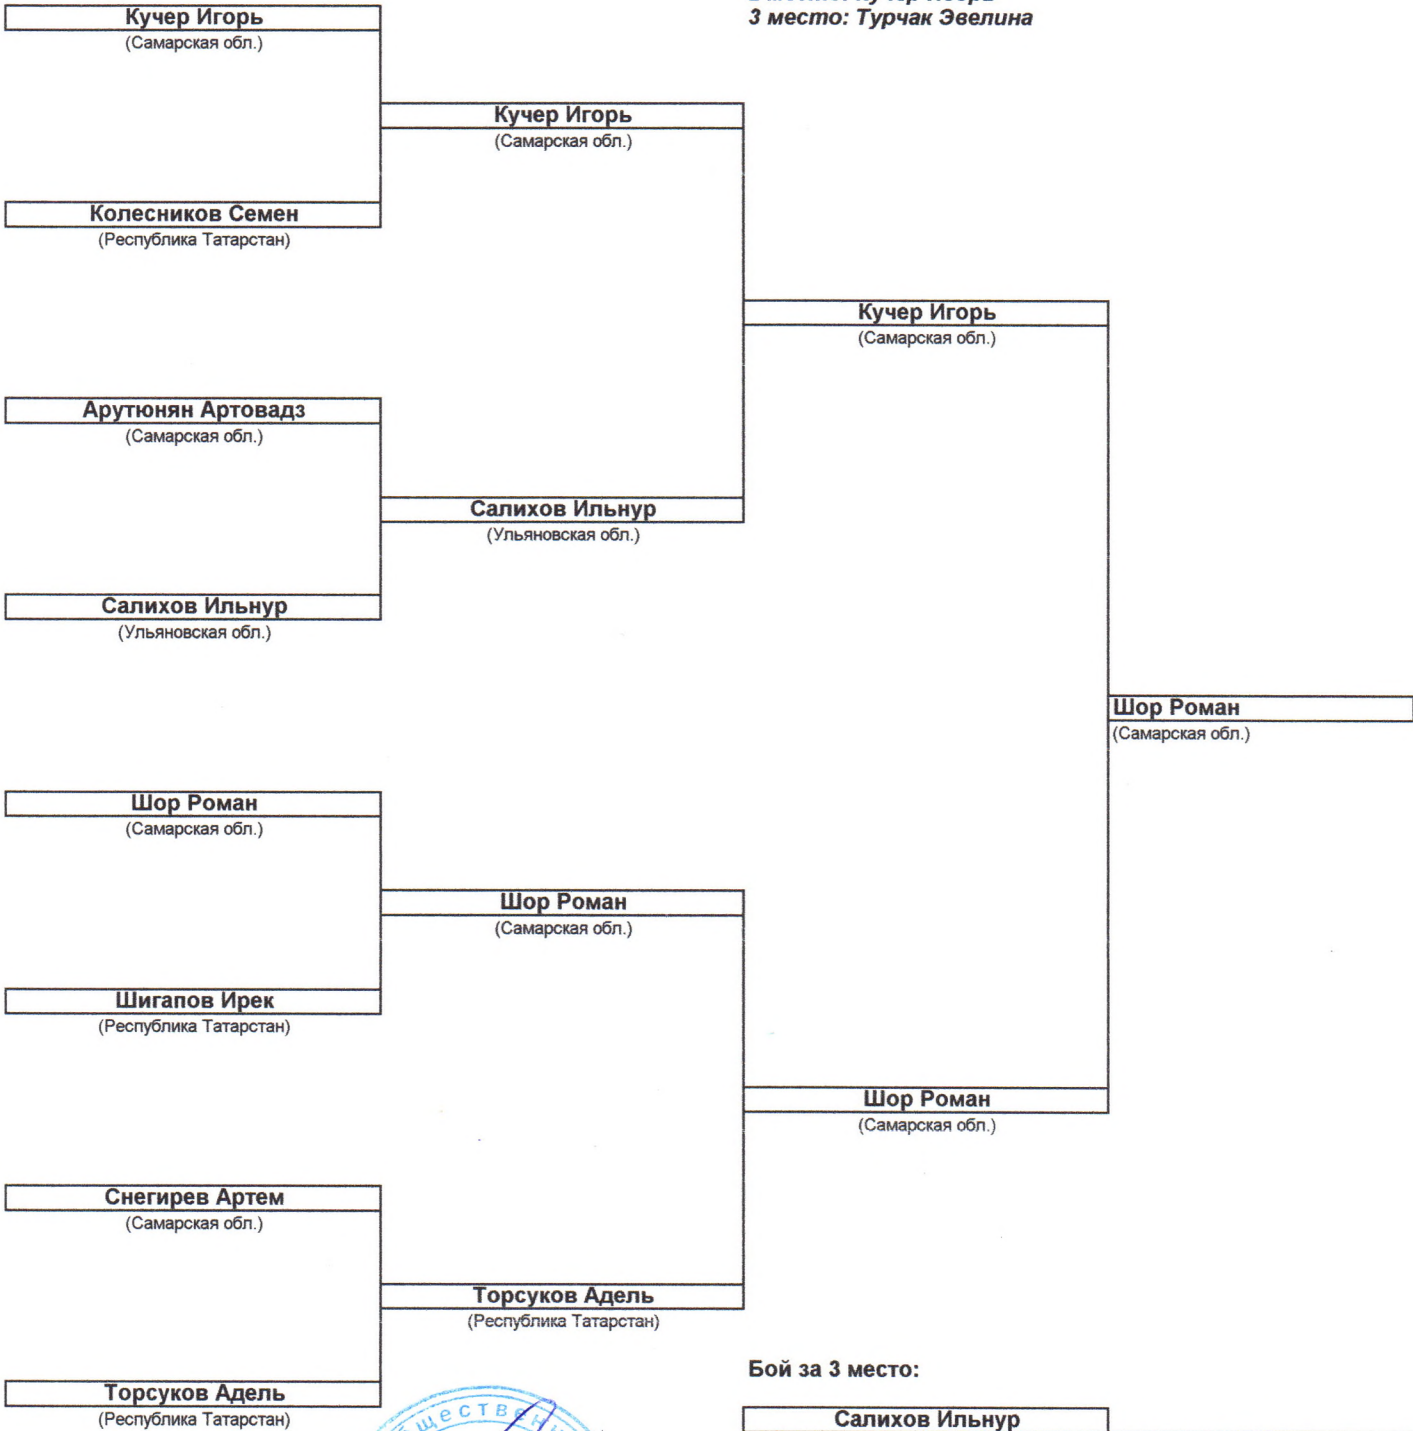 3 место: Турчак Эвелина
Кучер Игорь
(Самарская обл.)
Кучер Игорь
(Самарская обл.)
Колесников Семен
(Республика Татарстан)
Кучер Игорь
(Самарская обл.)
Арутюнян Артовадз
(Самарская обл.)
Салихов Ильнур
(Ульяновская обл.)
Салихов Ильнур
(Ульяновская обл.)
Шор Роман
(Самарская обл.)
Шор Роман
(Самарская обл.)
Шор Роман
(Самарская обл.)
Шигапов Ирек
(Республика Татарстан)
Шор Роман
(Самарская обл.)
Снегирев Артем
(Самарская обл.)
Торсуков Адель
(Республика Татарстан)
Бой за 3 место:
Торсуков Адель
(Республика Татарстан)
Салихов Ильнур